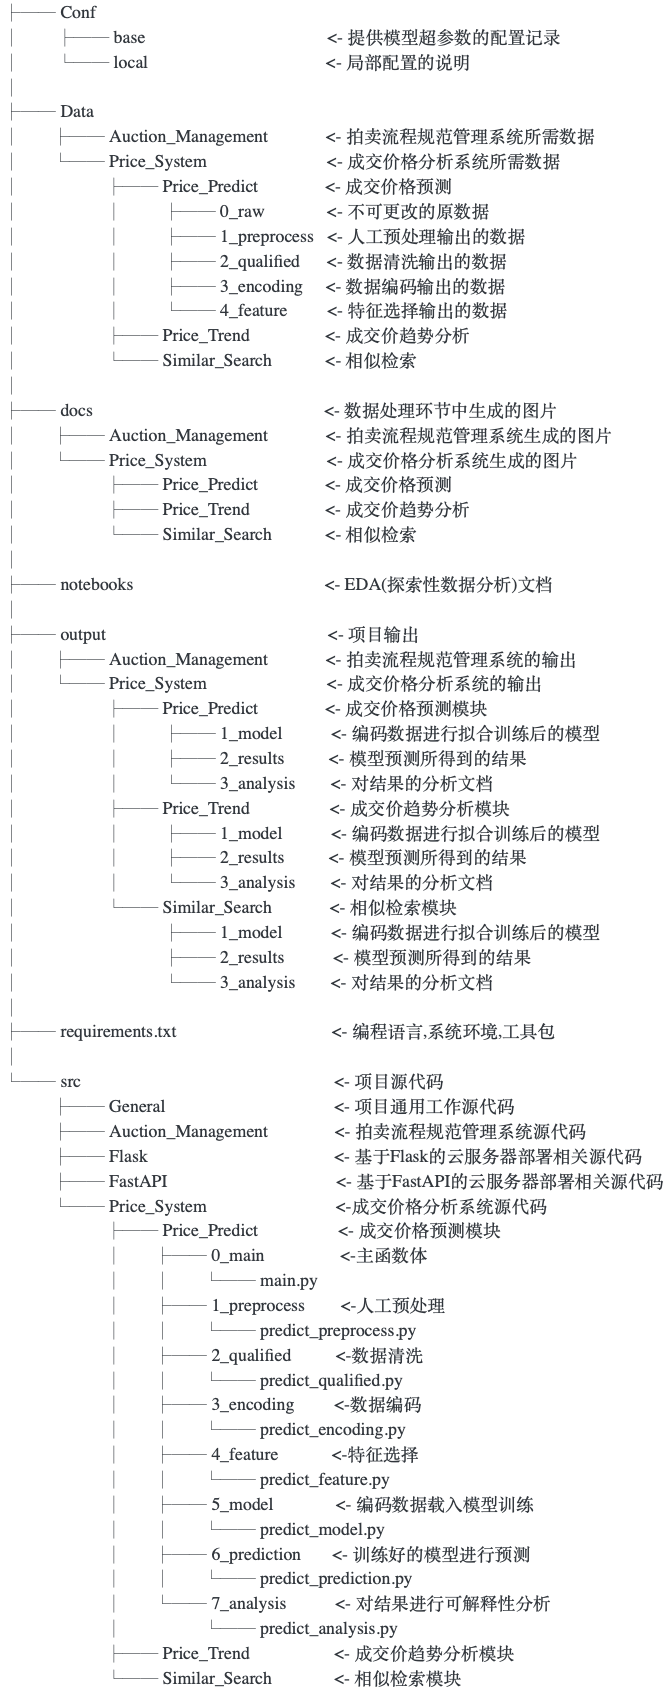 Conf
base <- 提供模型超参数的配置记录
local <- 局部配置的说明
Data
Auction_Management <- 拍卖流程规范管理系统所需数据
Price_System <- 成交价格分析系统所需数据
Price_Predict <- 成交价格预测
0_raw <- 不可更改的原数据
1_preprocess <- 人工预处理输出的数据
2_qualified <- 数据清洗输出的数据
3_encoding <- 数据编码输出的数据
4_feature <- 特征选择输出的数据
Price_Trend <- 成交价趋势分析
Similar_Search <- 相似检索
docs <- 数据处理环节中生成的图片
Auction_Management <- 拍卖流程规范管理系统生成的图片
Price_System <- 成交价格分析系统生成的图片
Price_Predict <- 成交价格预测
Price_Trend <- 成交价趋势分析
Similar_Search <- 相似检索
notebooks <- EDA(探索性数据分析)文档
output <- 项目输出
Auction_Management <- 拍卖流程规范管理系统的输出
Price_System <- 成交价格分析系统的输出
Price_Predict <- 成交价格预测模块
1_model <- 编码数据进行拟合训练后的模型
2_results <- 模型预测所得到的结果
3_analysis <- 对结果的分析文档
Price_Trend <- 成交价趋势分析模块
1_model <- 编码数据进行拟合训练后的模型
2_results <- 模型预测所得到的结果
3_analysis <- 对结果的分析文档
Similar_Search <- 相似检索模块
1_model <- 编码数据进行拟合训练后的模型
2_results <- 模型预测所得到的结果
3_analysis <- 对结果的分析文档
requirements.txt <- 编程语言,系统环境,工具包
src <- 项目源代码
General <- 项目通用工作源代码
Auction_Management <- 拍卖流程规范管理系统源代码
Flask <- 基于Flask的云服务器部署相关源代码
FastAPI <- 基于FastAPI的云服务器部署相关源代码
Price_System <-成交价格分析系统源代码
Price_Predict <- 成交价格预测模块
0_main <-主函数体
main.py
1_preprocess <-人工预处理
predict_preprocess.py
2_qualified <-数据清洗
predict_qualified.py
3_encoding <-数据编码
predict_encoding.py
4_feature <-特征选择
predict_feature.py
5_model <- 编码数据载入模型训练
predict_model.py
6_prediction <- 训练好的模型进行预测
predict_prediction.py
7_analysis <- 对结果进行可解释性分析
predict_analysis.py
Price_Trend <- 成交价趋势分析模块
Similar_Search <- 相似检索模块